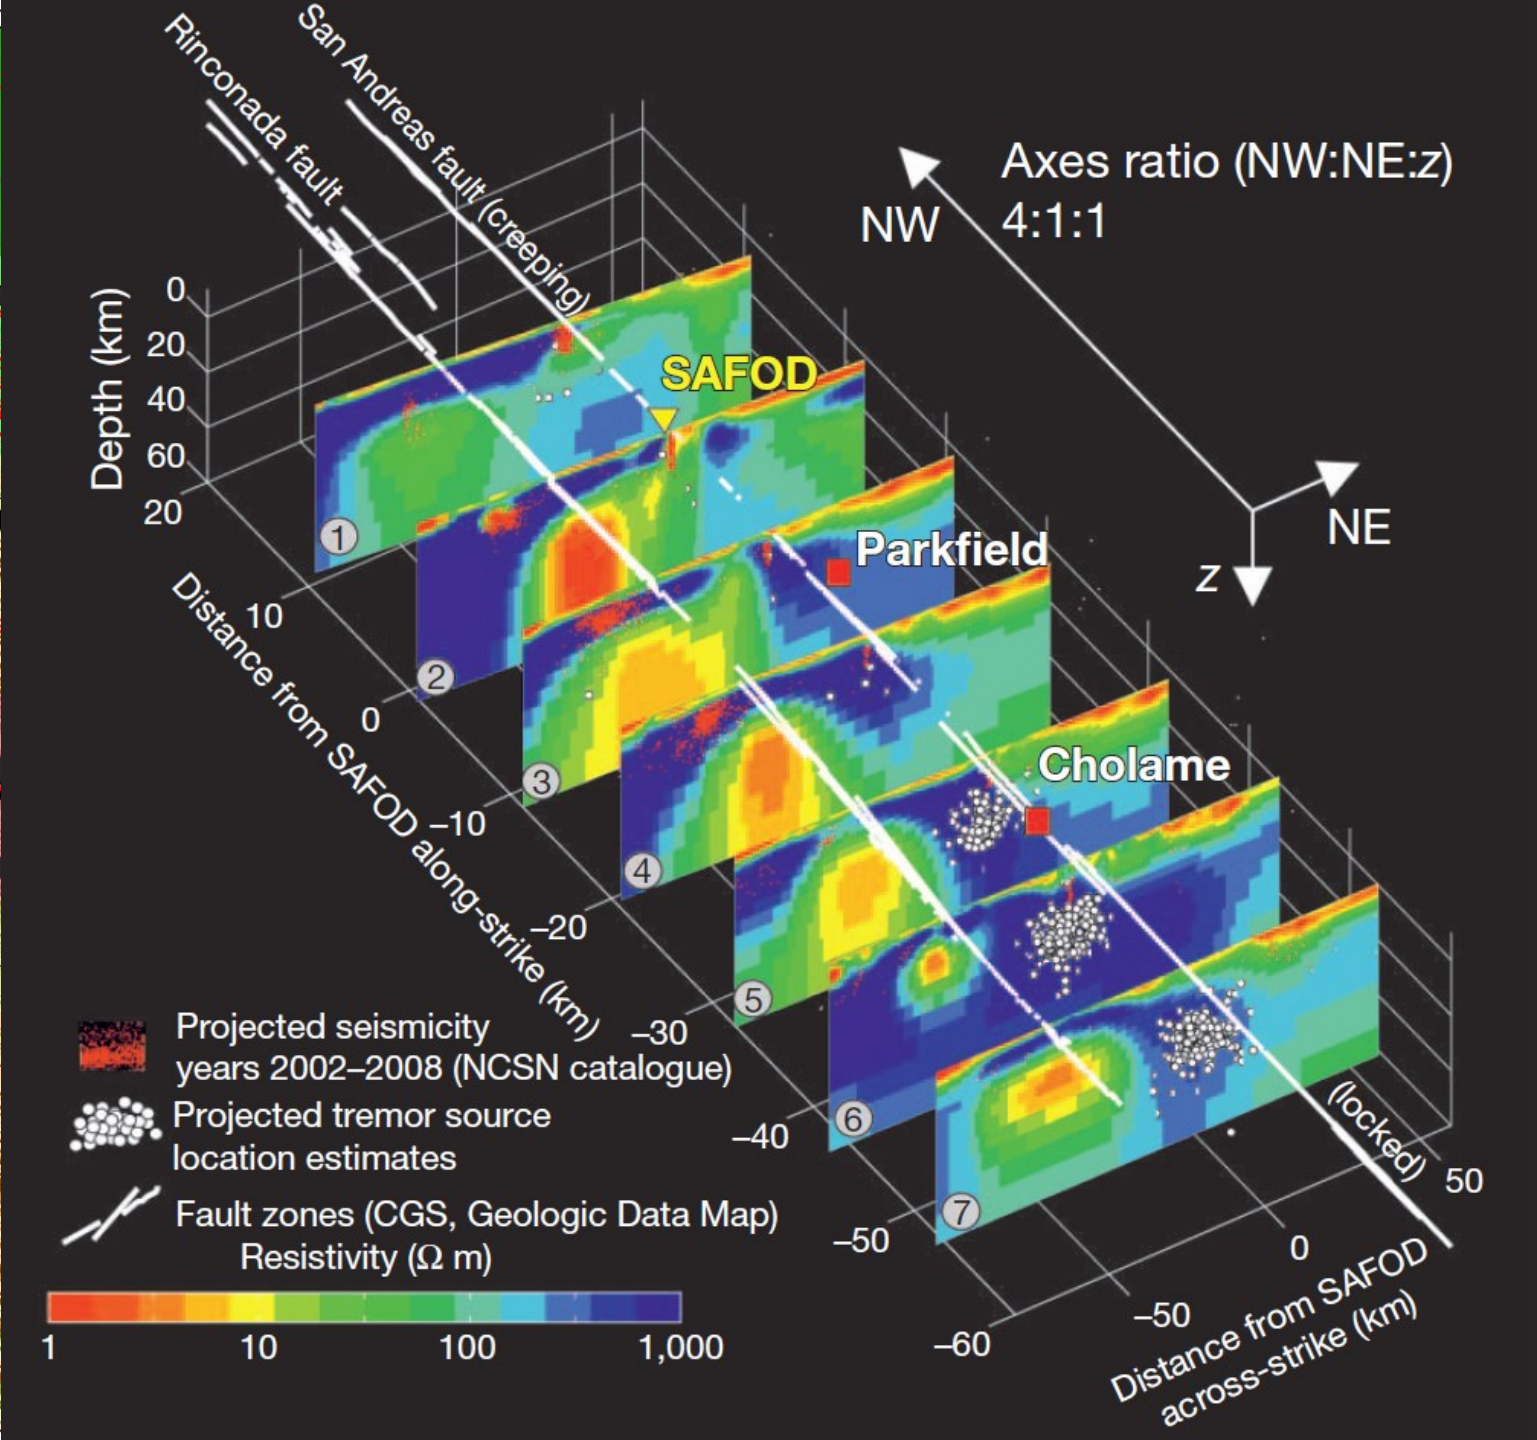 Rinconada fault
San Andreas fault (creeping)
Axes ratio (NW:NE:z)
4:1:1
NW
NE
z
Depth (km)
0
20
40
60
SAFOD
Parkfield
Cholame
1
2
3
4
5
6
7
20
10
0
–10
–20
–30
–40
–50
–60
Distance from SAFOD along-strike (km)
(locked)
50
0
–50
Distance from SAFOD
across-strike (km)
Projected seismicity
years 2002–2008 (NCSN catalogue)
Projected tremor source
location estimates
Fault zones (CGS, Geologic Data Map)
Resistivity (Ω m)
1 10 100 1,000